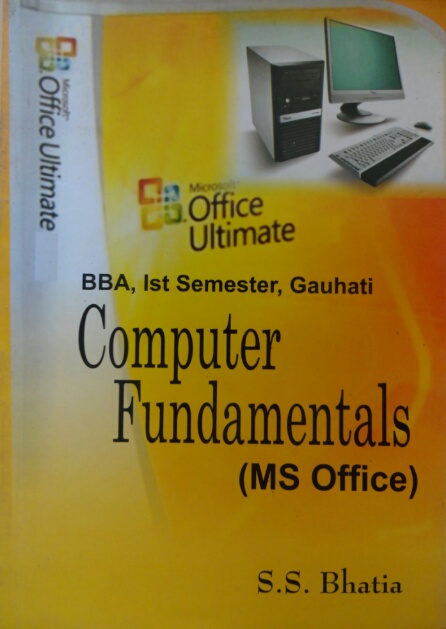 Microsoft
Office Ultimate
Microsoft
Office
Ultimate
BBA, Ist Semester, Gauhati
Computer
Fundamentals
(MS Office)
S.S. Bhatia